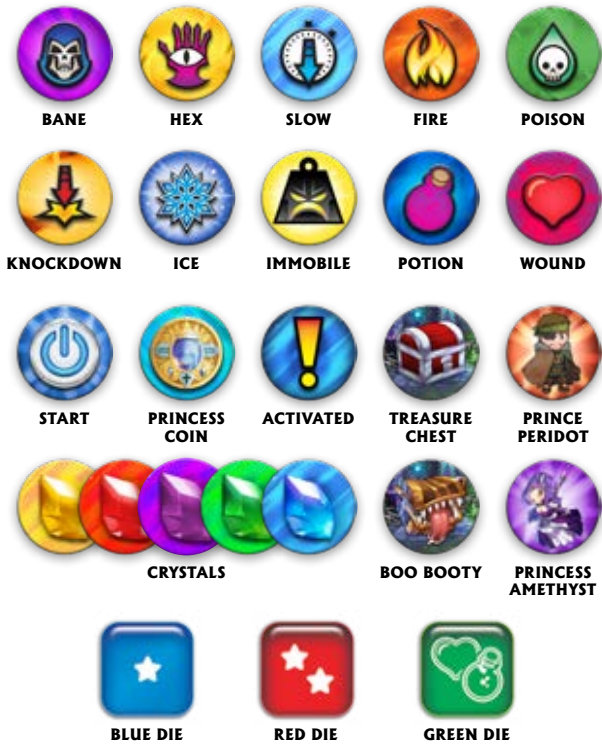 BANE
HEX
SLOW
FIRE
POISON
KNOCKDOWN
ICE
IMMOBILE
POTION
WOUND
START
PRINCESS
COIN
ACTIVATED
TREASURE
CHEST
PRINCE
PERIDOT
CRYSTALS
BOO BOOTY
PRINCESS
AMETHYST
BLUE DIE
RED DIE
GREEN DIE